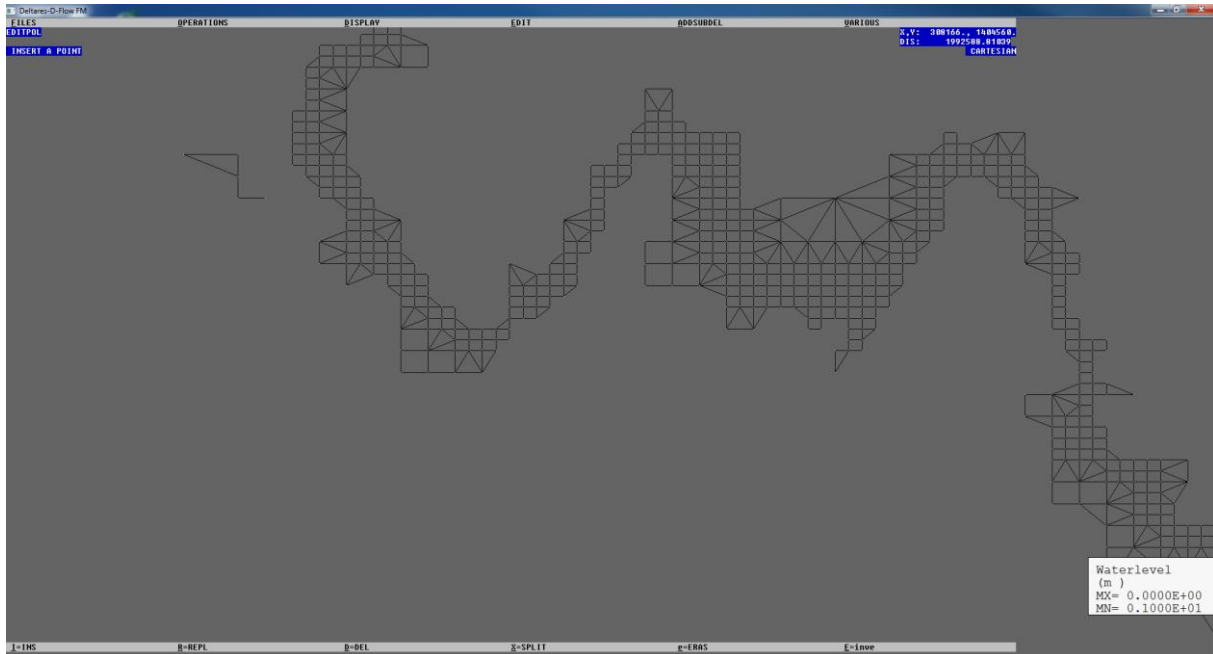 Deltares-D-Flow FM
FILES OPERATIONS DISPLAY EDIT ADDSUBDEL VARIOUS
EDITPOL
X,Y: 308166., 1404560.
DIS: 1992588.81039
INSERT A POINT
CARTESIAN
Waterlevel
(m )
MX= 0.0000E+00
MN= 0.1000E+01
I=INS R=REPL D=DEL X=SPLIT e=ERAS E=inve